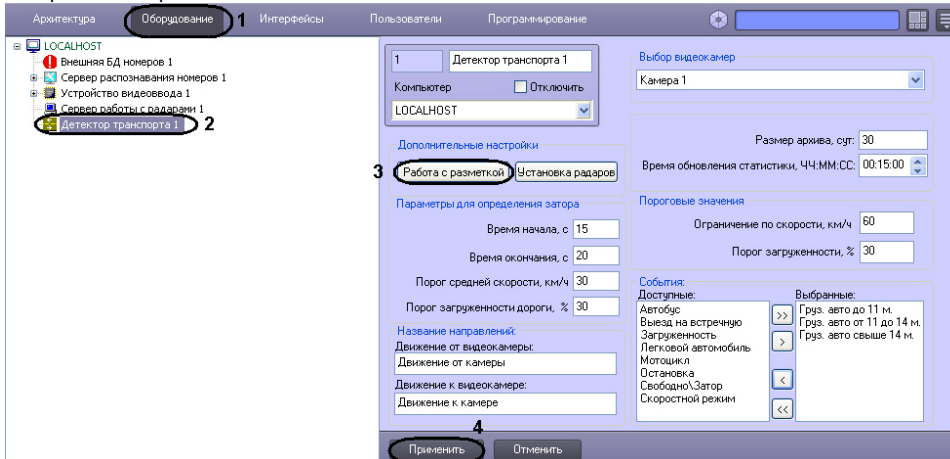 Архитектура Оборудование 1 Интерфейсы Пользователи Программирование
LOCALHOST
Внешняя БД номеров 1
Сервер распознавания номеров 1
Устройство видеоввода 1
Сервер работы с радарами 1
Детектор транспорта 1 2
1 Детектор транспорта 1
Компьютер Отключить
LOCALHOST
Дополнительные настройки
3 Работа с разметкой Установка радаров
Параметры для определения затора
Время начала, с 15
Время окончания, с 20
Порог средней скорости, км/ч 30
Порог загруженности дороги, % 30
Название направлений:
Движение от видеокамеры:
Движение от камеры
Движение к видеокамере:
Движение к камере
Выбор видеокамер
Камера 1
Размер архива, сут: 30
Время обновления статистики, ЧЧ:ММ:СС: 00:15:00
Пороговые значения
Ограничение по скорости, км/ч 60
Порог загруженности, % 30
События:
Доступные: Выбранные:
Автобус
Выезд на встречную
Загруженность
Легковой автомобиль
Мотоцикл
Остановка
Свободно\Затор
Скоростной режим
>>
>
<
<<
Груз. авто до 11 м.
Груз. авто от 11 до 14 м.
Груз. авто свыше 14 м.
4
Применить Отменить